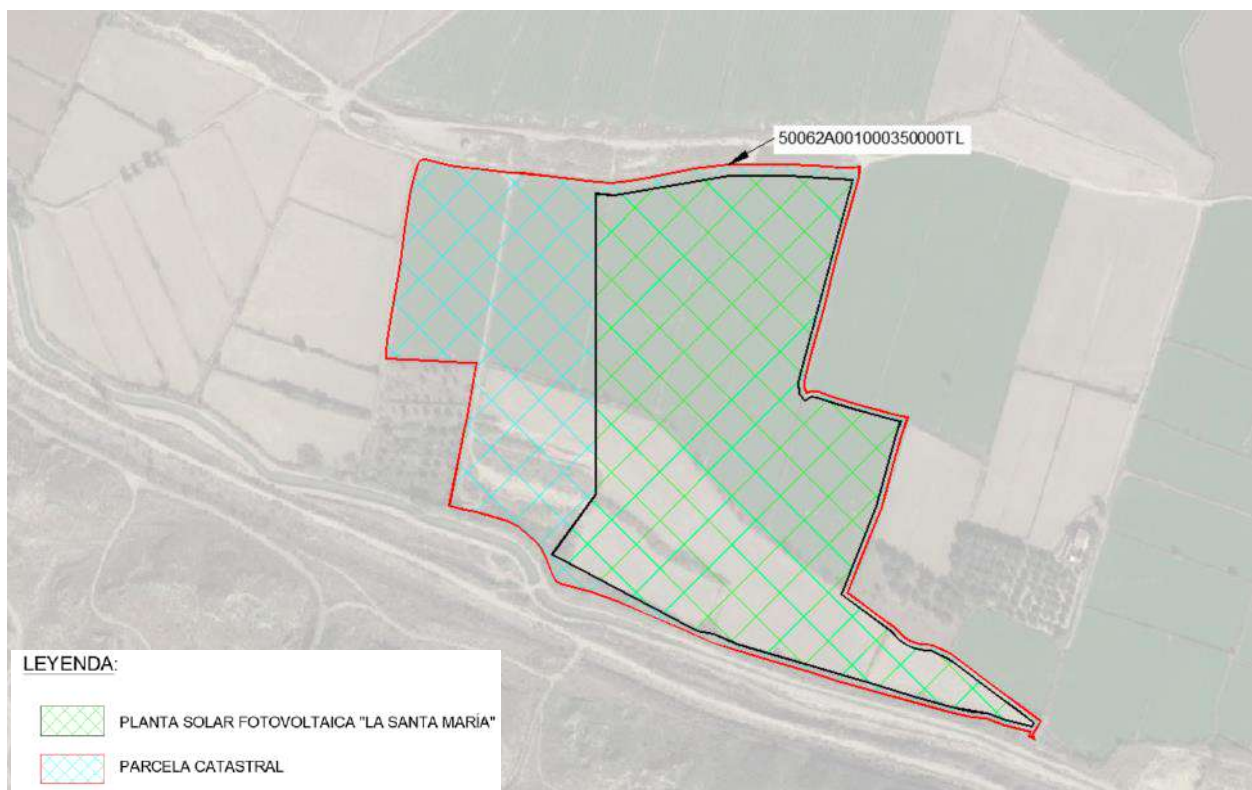 50062A001000350000TL
LEYENDA:
PLANTA SOLAR FOTOVOLTAICA "LA SANTA MARÍA"
PARCELA CATASTRAL